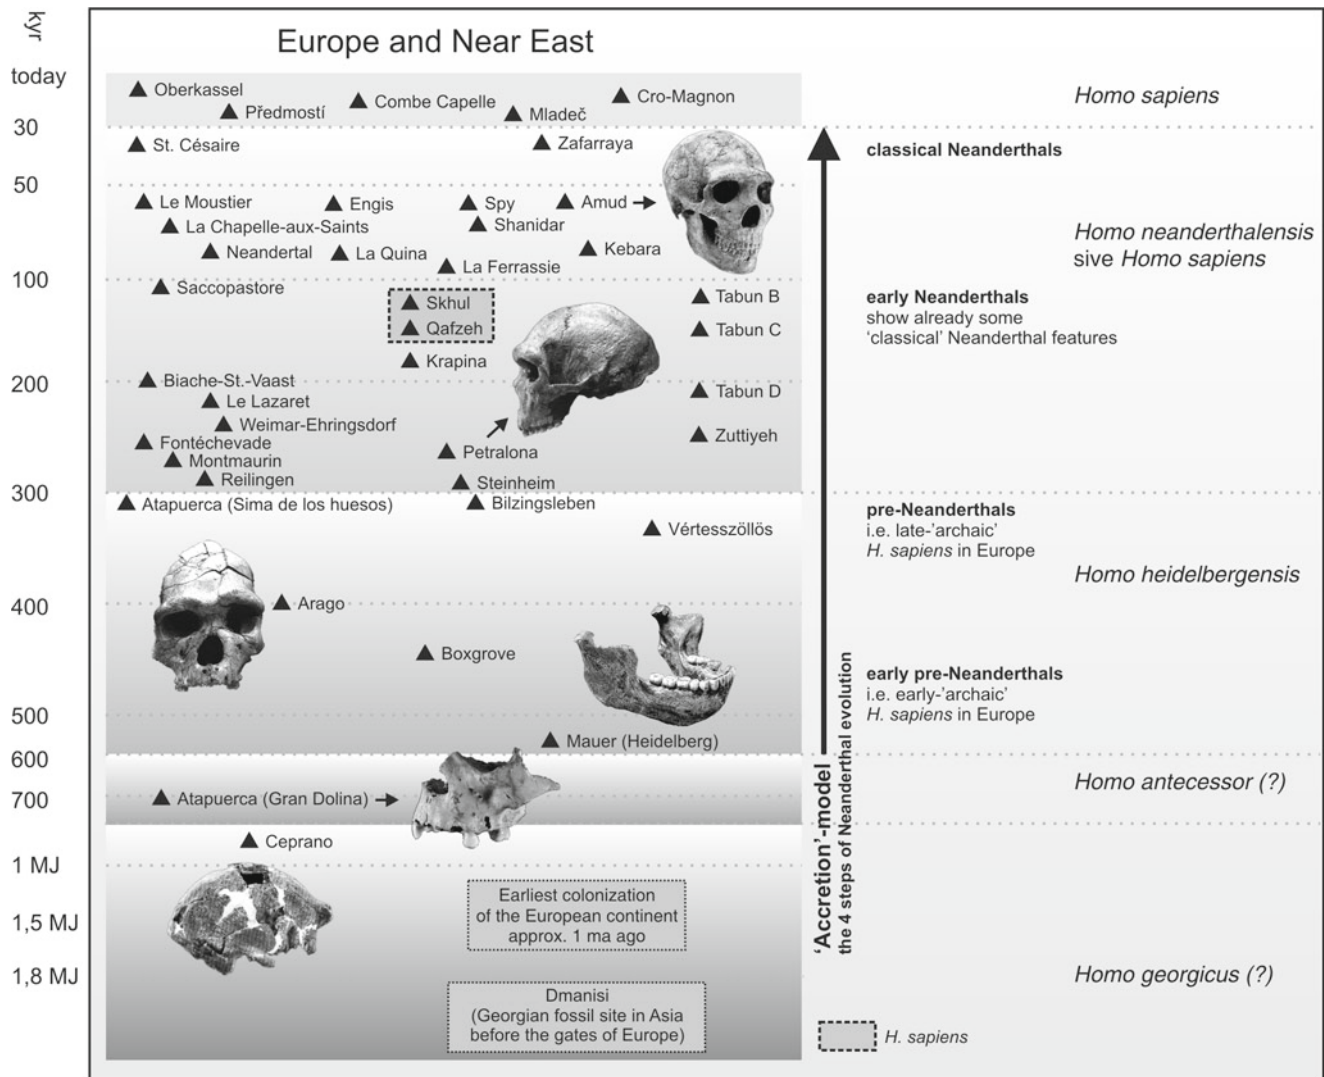 kyr
Europe and Near East
today
Oberkassel
Předmostí
Combe Capelle
Mladeč
Cro-Magnon
Homo sapiens
30
St. Césaire
Zafarraya
classical Neanderthals
50
Le Moustier
Engis
Spy
Amud
La Chapelle-aux-Saints
Shanidar
Neandertal
La Quina
Kebara
La Ferrassie
Homo neanderthalensis
sive Homo sapiens
100
Saccopastore
Skhul
Qafzeh
Krapina
Tabun B
Tabun C
early Neanderthals
show already some
‘classical’ Neanderthal features
200
Biache-St.-Vaast
Le Lazaret
Weimar-Ehringsdorf
Fontéchevade
Montmaurin
Reilingen
Petralona
Steinheim
Tabun D
Zuttiyeh
300
Atapuerca (Sima de los huesos)
Bilzingsleben
Vértesszöllös
pre-Neanderthals
i.e. late-’archaic’
H. sapiens in Europe
Homo heidelbergensis
400
Arago
Boxgrove
early pre-Neanderthals
i.e. early-’archaic’
H. sapiens in Europe
500
Mauer (Heidelberg)
600
700
Atapuerca (Gran Dolina)
Homo antecessor (?)
Ceprano
1 MJ
1,5 MJ
1,8 MJ
Earliest colonization
of the European continent
approx. 1 ma ago
Dmanisi
(Georgian fossil site in Asia
before the gates of Europe)
‘Accretion’-model
the 4 steps of Neanderthal evolution
Homo georgicus (?)
H. sapiens